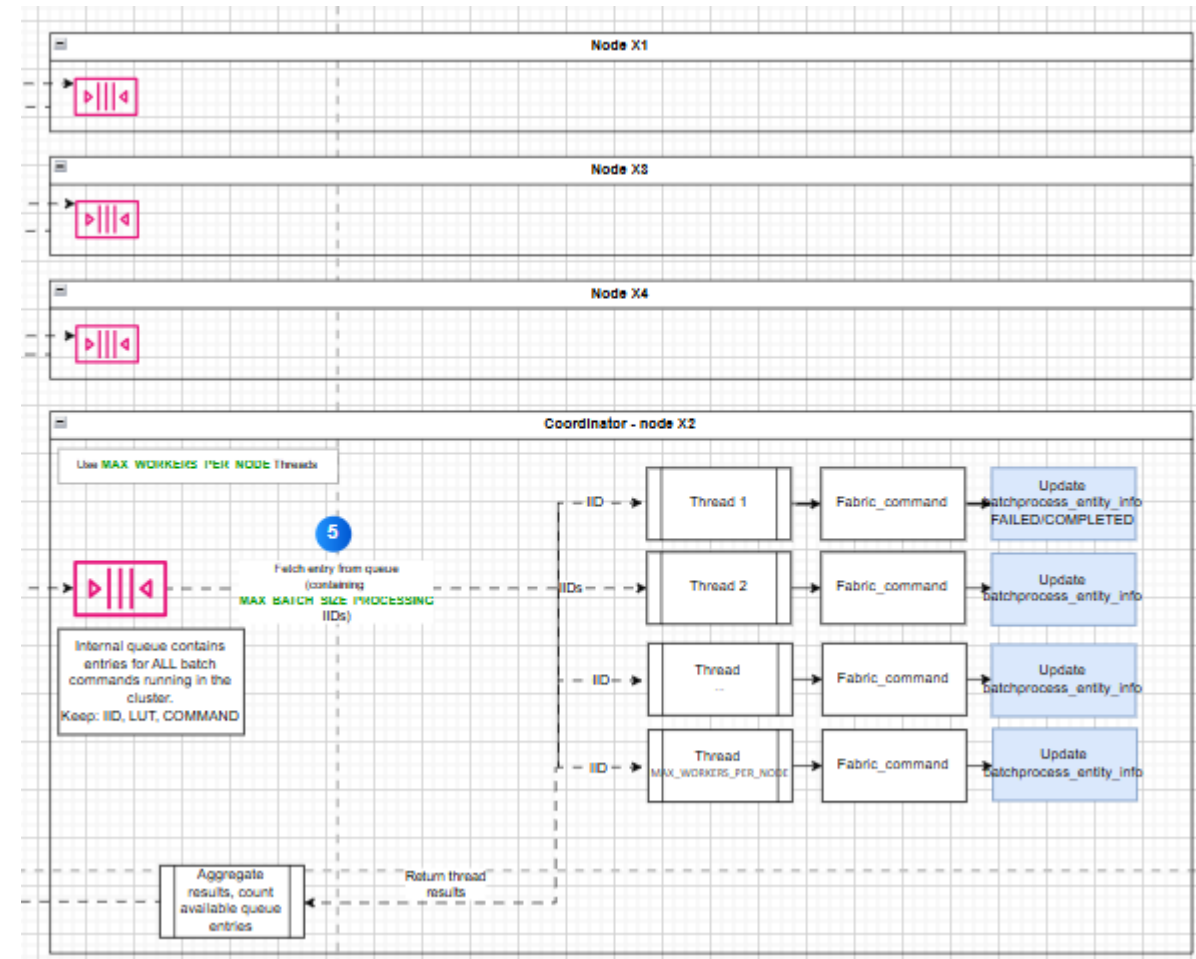 Node X1
Node X3
Node X4
Coordinator - node X2
Use MAX_WORKERS_PER_NODE Threads
5
Fetch entry from queue
(containing
MAX_BATCH_SIZE_PROCESSING
IIDs)
Internal queue contains
entries for ALL batch
commands running in the
cluster.
Keep: IID, LUT, COMMAND
IID
Thread 1
Fabric_command
Update
batchprocess_entity_info
FAILED/COMPLETED
IIDs
Thread 2
Fabric_command
Update
batchprocess_entity_info
IID
Thread
...
Fabric_command
Update
batchprocess_entity_info
IID
Thread
MAX_WORKERS_PER_NODE
Fabric_command
Update
batchprocess_entity_info
Aggregate
results, count
available queue
entries
Return thread
results